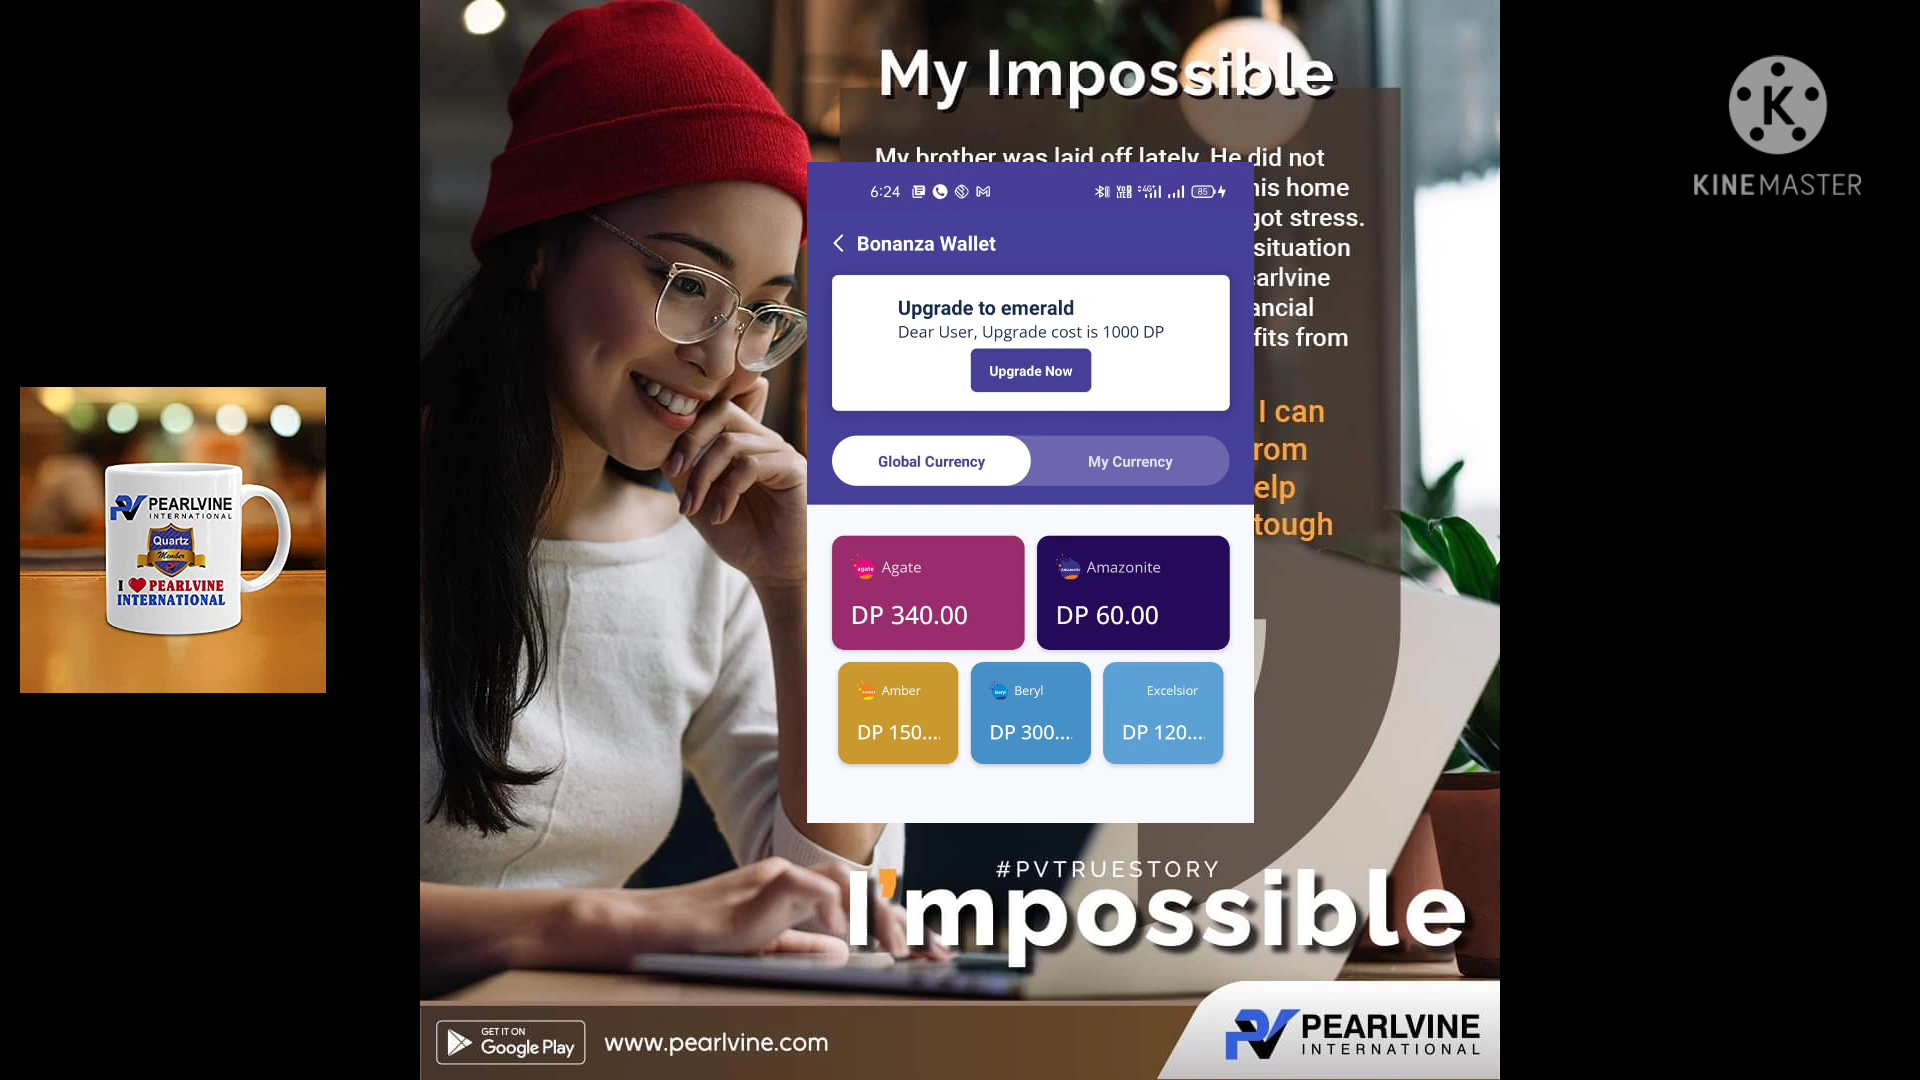 My Impossible
My brother was laid off lately. He did not
his home
got stress.
situation
earlvine
ancial
fits from
I can
rom
elp
tough
6:24
85
Bonanza Wallet
Upgrade to emerald
Dear User, Upgrade cost is 1000 DP
Upgrade Now
Global Currency
My Currency
Agate
DP 340.00
Amazonite
DP 60.00
Amber
DP 150....
Beryl
DP 300....
Excelsior
DP 120....
#PVTRUESTORY
I'mpossible
GET IT ON
Google Play
www.pearlvine.com
PEARLVINE
INTERNATIONAL
PEARLVINE
INTERNATIONAL
Quartz
Member
I ❤ PEARLVINE
INTERNATIONAL
K
KINEMASTER